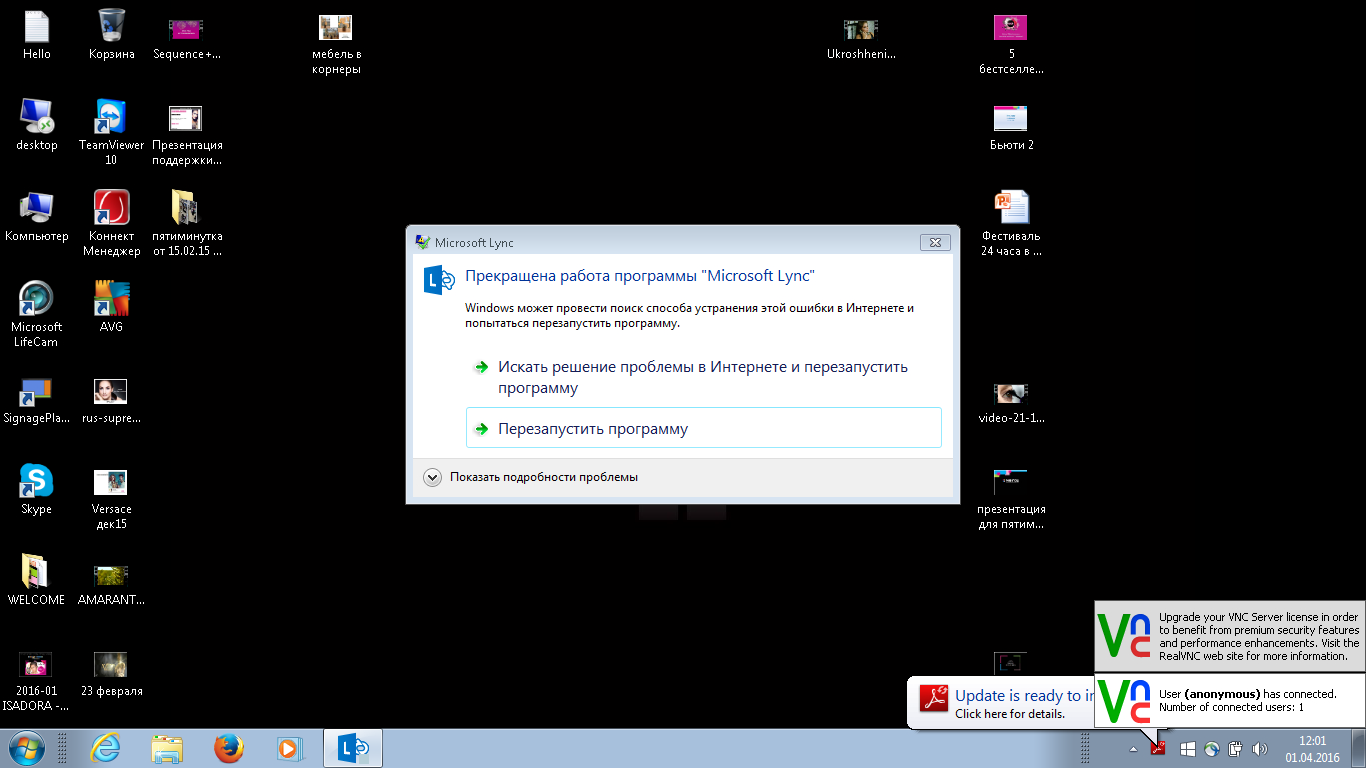 Hello
Корзина
Sequence+...
мебель в
корнеры
Ukroshheni...
5
бестселле...
desktop
TeamViewer
10
Презентация
поддержки...
Бьюти 2
Компьютер
Коннект
Менеджер
пятиминутка
от 15.02.15 ...
Фестиваль
24 часа в ...
Microsoft Lync
Прекращена работа программы "Microsoft Lync"
Windows может провести поиск способа устранения этой ошибки в Интернете и
попытаться перезапустить программу.
Искать решение проблемы в Интернете и перезапустить
программу
Перезапустить программу
Показать подробности проблемы
Microsoft
LifeCam
AVG
SignagePla...
rus-supre...
video-21-1...
Skype
Versace
дек15
презентация
для пятим...
WELCOME
AMARANT...
2016-01
ISADORA -...
23 февраля
Upgrade your VNC Server license in order
to benefit from premium security features
and performance enhancements. Visit the
RealVNC web site for more information.
User (anonymous) has connected.
Number of connected users: 1
Update is ready to in
Click here for details.
12:01
01.04.2016